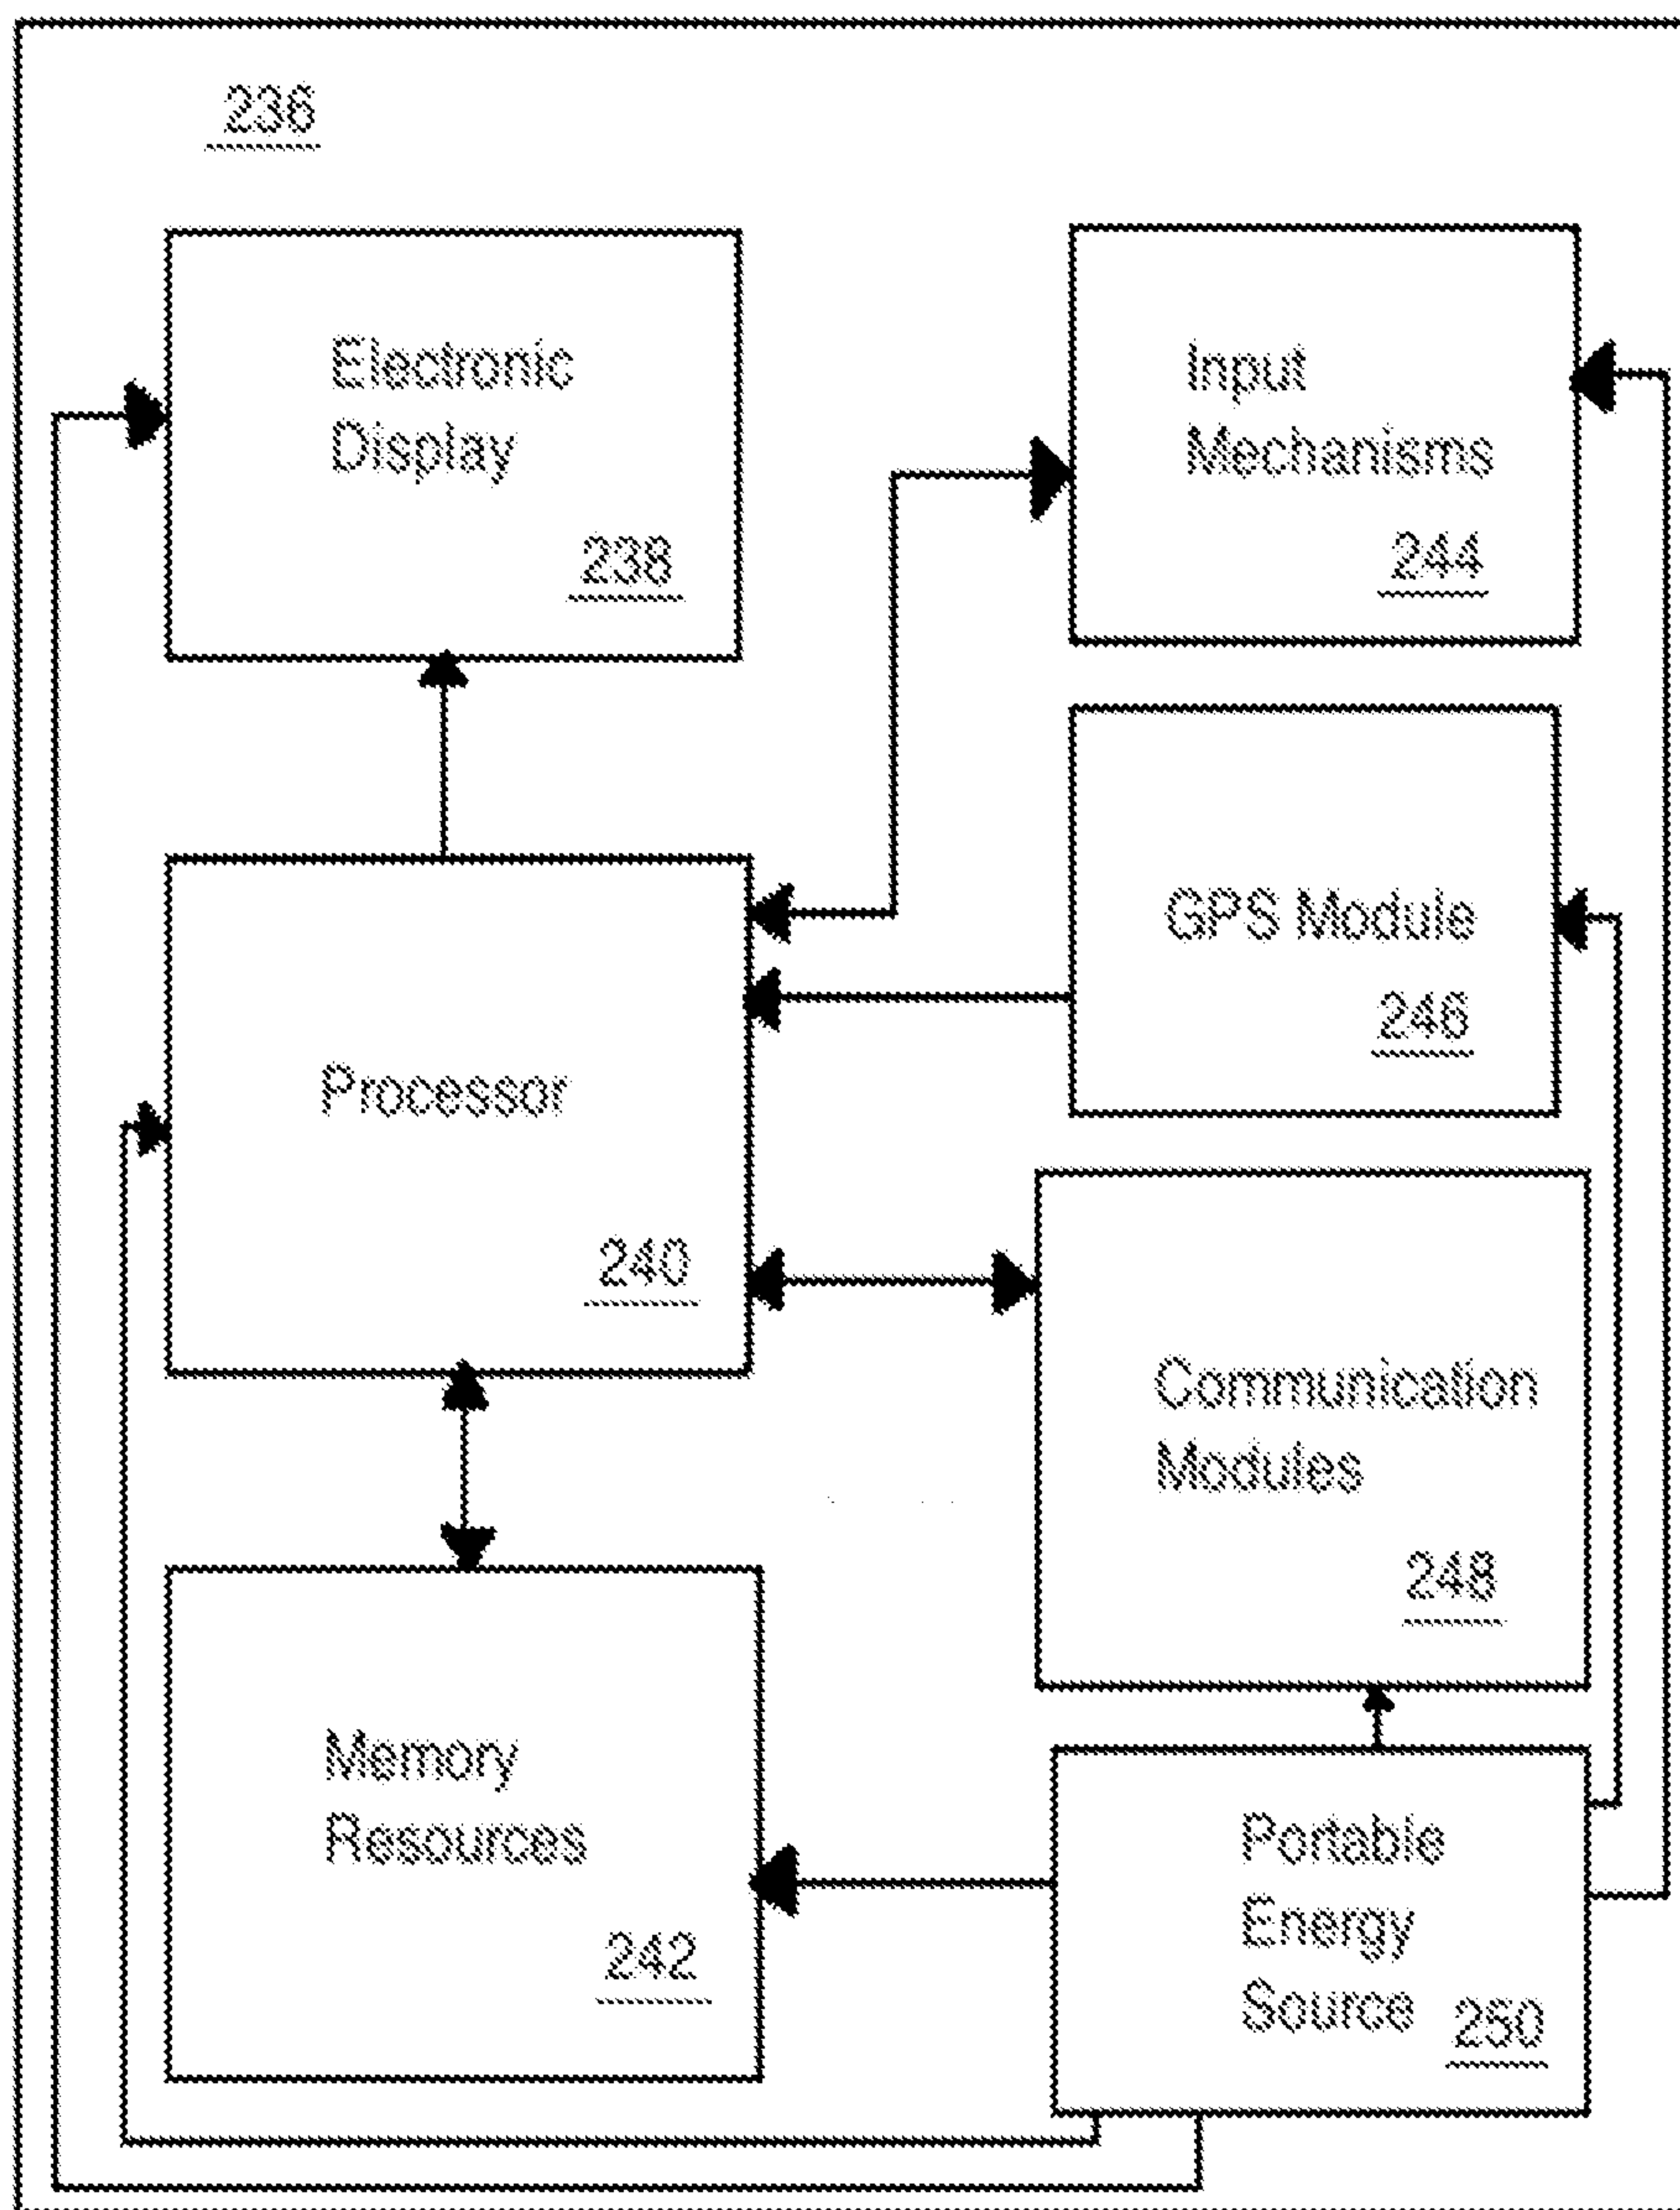 236
Electronic
Display
238
Input
Mechanisms
244
GPS Module
246
Processor
240
Communication
Modules
248
Memory
Resources
242
Portable
Energy
Source 250